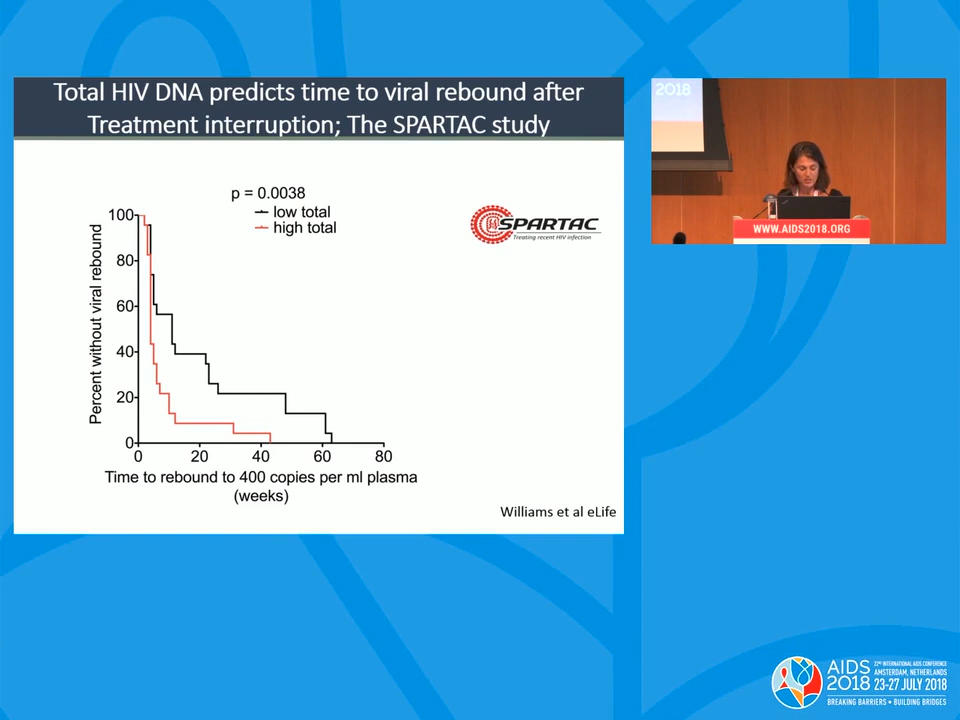 Total HIV DNA predicts time to viral rebound after
Treatment interruption; The SPARTAC study
p = 0.0038
low total
high total
SPARTAC
Treating recent HIV infection
Percent without viral rebound
100
80
60
40
20
0
0 20 40 60 80
Time to rebound to 400 copies per ml plasma
(weeks)
Williams et al eLife
2018
WWW.AIDS2018.ORG
AIDS
2018
22ND INTERNATIONAL AIDS CONFERENCE
AMSTERDAM, NETHERLANDS
23-27 JULY 2018
BREAKING BARRIERS • BUILDING BRIDGES